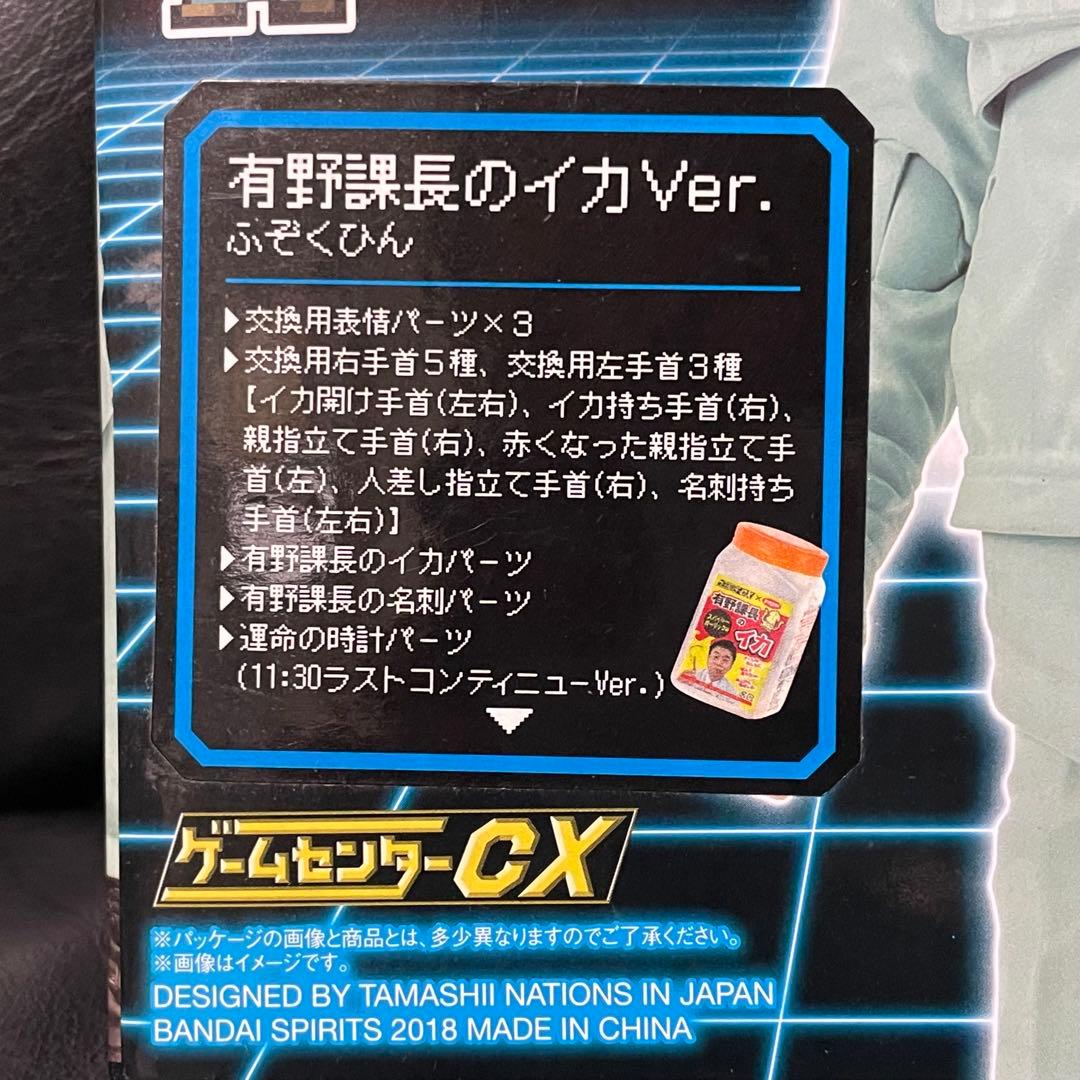 有野課長のイカVer.
ふぞくひん
▶交換用表情パーツ×3
▶交換用右手首5種、交換用左手首3種
【イカ開け手首(左右)、イカ持ち手首(右)、
親指立て手首(右)、赤くなった親指立て手
首(左)、人差し指立て手首(右)、名刺持ち
手首(左右)】
▶有野課長のイカパーツ
▶有野課長の名刺パーツ
▶運命の時計パーツ
(11:30ラストコンティニューVer.)
有野課長
の
イカ
ゲームセンターCX
※パッケージの画像と商品とは、多少異なりますのでご了承ください。
※画像はイメージです。
DESIGNED BY TAMASHII NATIONS IN JAPAN
BANDAI SPIRITS 2018 MADE IN CHINA